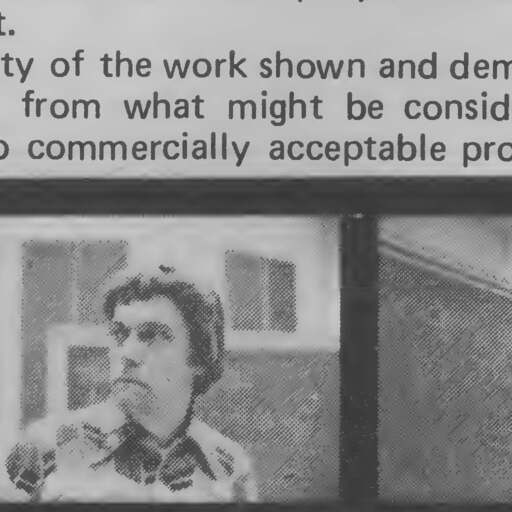 t.
ty of the work shown and dem
from what might be consid
o commercially acceptable pro